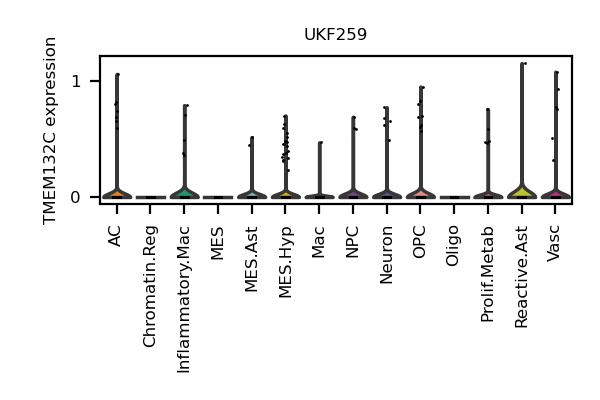 UKF259
TMEM132C expression
1
0
AC
Chromatin.Reg
Inflammatory.Mac
MES
MES.Ast
MES.Hyp
Mac
NPC
Neuron
OPC
Oligo
Prolif.Metab
Reactive.Ast
Vasc